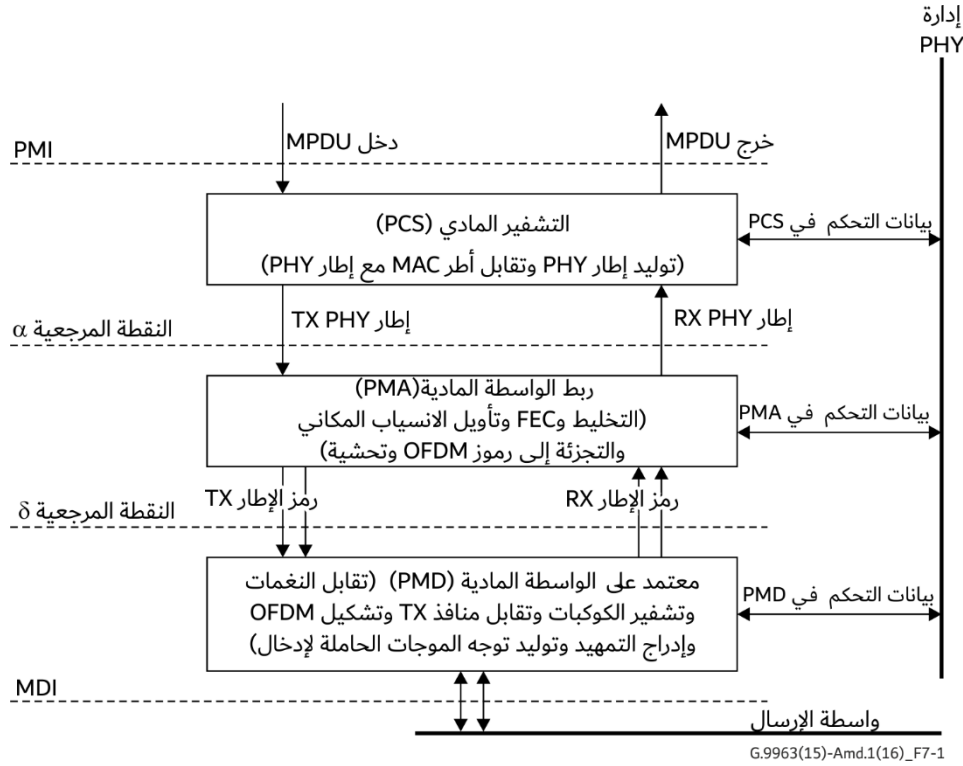 إدارة
PHY
دخل MPDU
خرج MPDU
PMI
التشفير المادي (PCS)
(توليد إطار PHY وتقابل أطر MAC مع إطار PHY)
بيانات التحكم في PCS
إطار TX PHY
إطار RX PHY
النقطة المرجعية α
ربط الواسطة المادية(PMA)
(التخليط وFEC وتأويل الانسياب المكاني
والتجزئة إلى رموز OFDM وتحشية)
بيانات التحكم في PMA
رمز الإطار TX
رمز الإطار RX
النقطة المرجعية δ
معتمد على الواسطة المادية (PMD) (تقابل النغمات
وتشفير الكوكبات وتقابل منافذ TX وتشكيل OFDM
وإدراج التمهيد وتوليد توجه الموجات الحاملة لإدخال)
بيانات التحكم في PMD
MDI
واسطة الإرسال
G.9963(15)-Amd.1(16)_F7-1